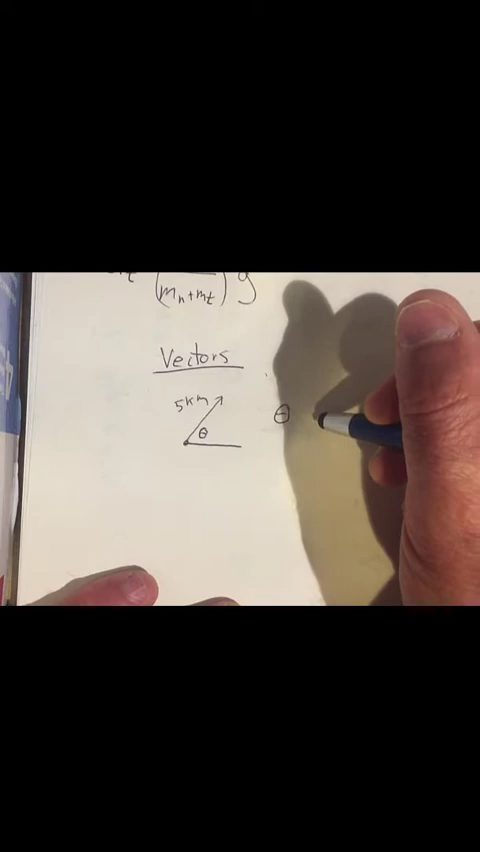 (mn+mt) g
Vectors
5km
θ
θ